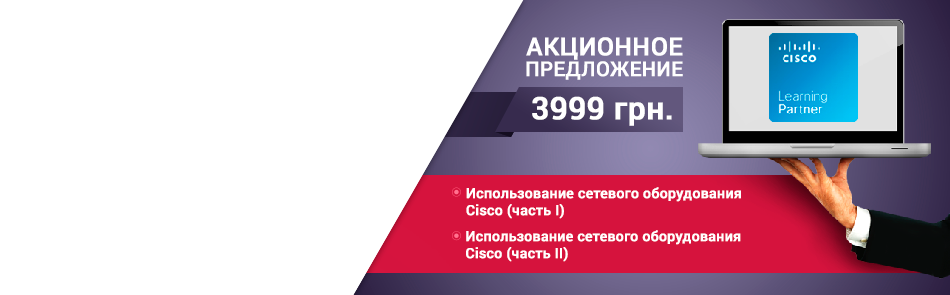 АКЦИОННОЕ
ПРЕДЛОЖЕНИЕ
3999 грн.
CISCO
Learning
Partner
Использование сетевого оборудования
Cisco (часть I)
Использование сетевого оборудования
Cisco (часть II)